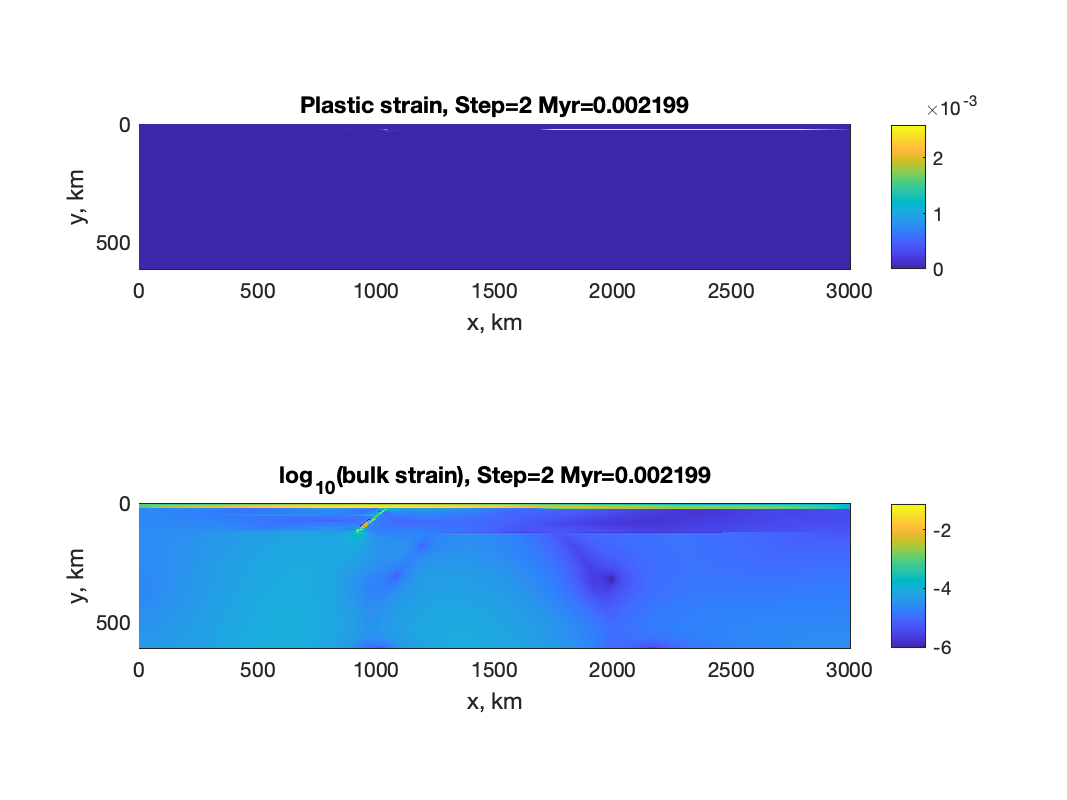 Plastic strain, Step=2 Myr=0.002199
×10-3
0
500
y, km
0 500 1000 1500 2000 2500 3000
x, km
2
1
0
log10(bulk strain), Step=2 Myr=0.002199
0
500
y, km
0 500 1000 1500 2000 2500 3000
x, km
-2
-4
-6